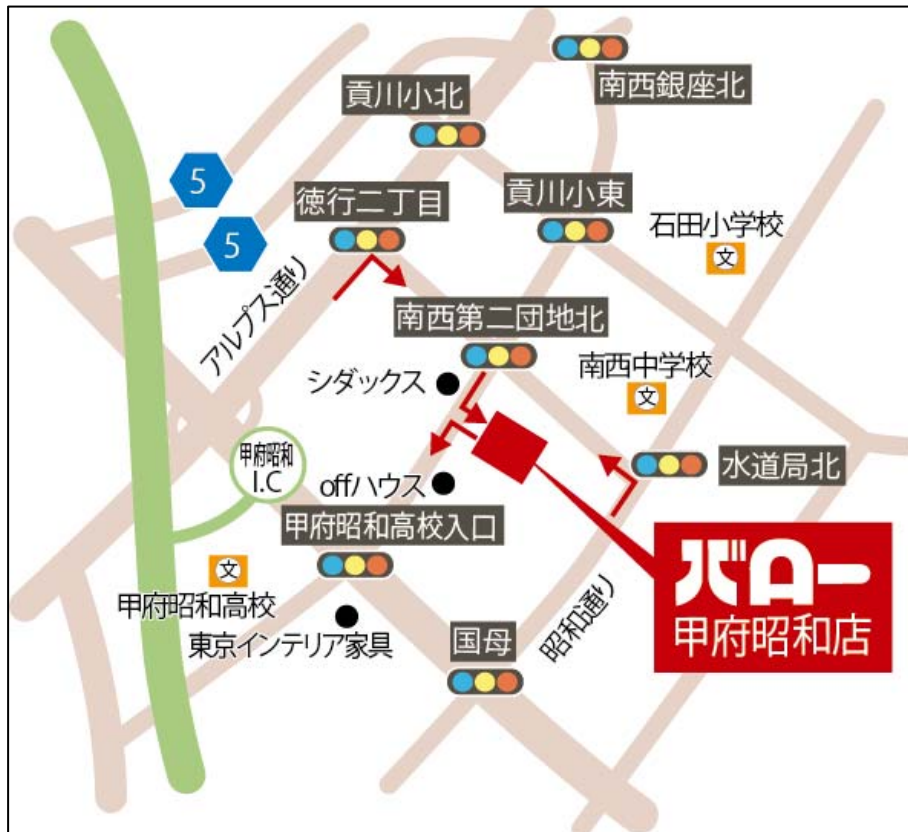 南西銀座北
貢川小北
5
徳行二丁目
貢川小東
石田小学校
文
5
アルプス通り
南西第二団地北
シダックス
南西中学校
文
甲府昭和
I.C
offハウス
水道局北
甲府昭和高校入口
文
甲府昭和高校
東京インテリア家具
国母
昭和通り
バロー
甲府昭和店